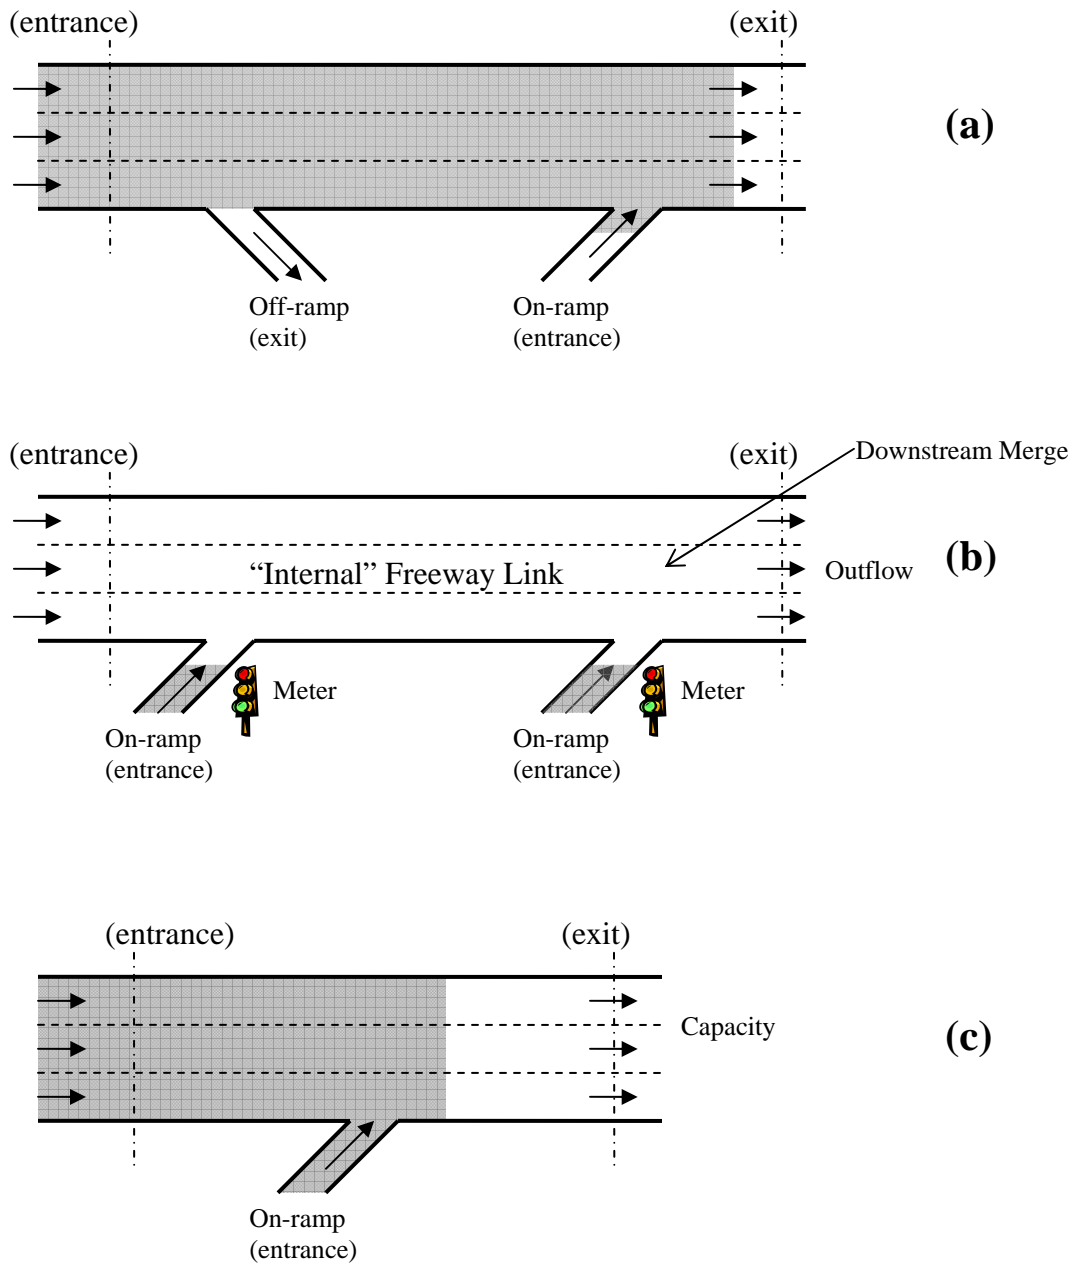 (entrance)
(exit)
(a)
Off-ramp
(exit)
On-ramp
(entrance)
(entrance)
(exit)
Downstream Merge
(b)
“Internal” Freeway Link
Outflow
Meter
Meter
On-ramp
(entrance)
On-ramp
(entrance)
(entrance)
(exit)
Capacity
(c)
On-ramp
(entrance)